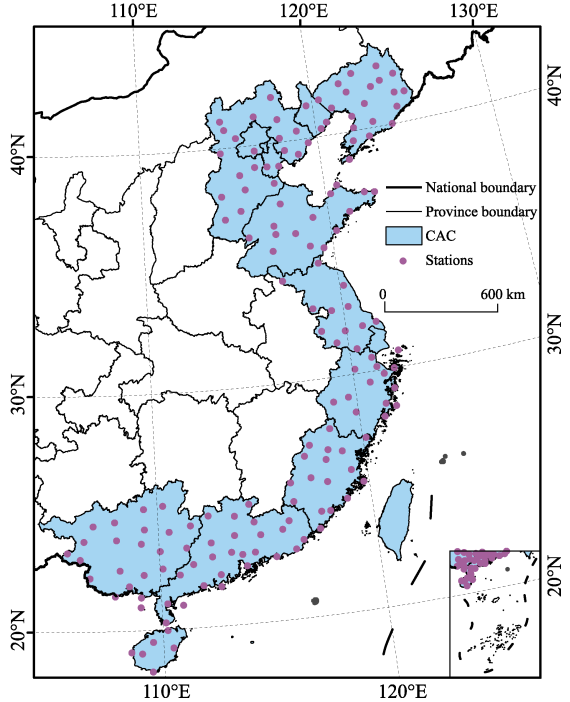 110°E 120°E 130°E
40°N
40°N
National boundary
Province boundary
CAC
Stations
0 600 km
30°N
30°N
20°N
20°N
110°E 120°E